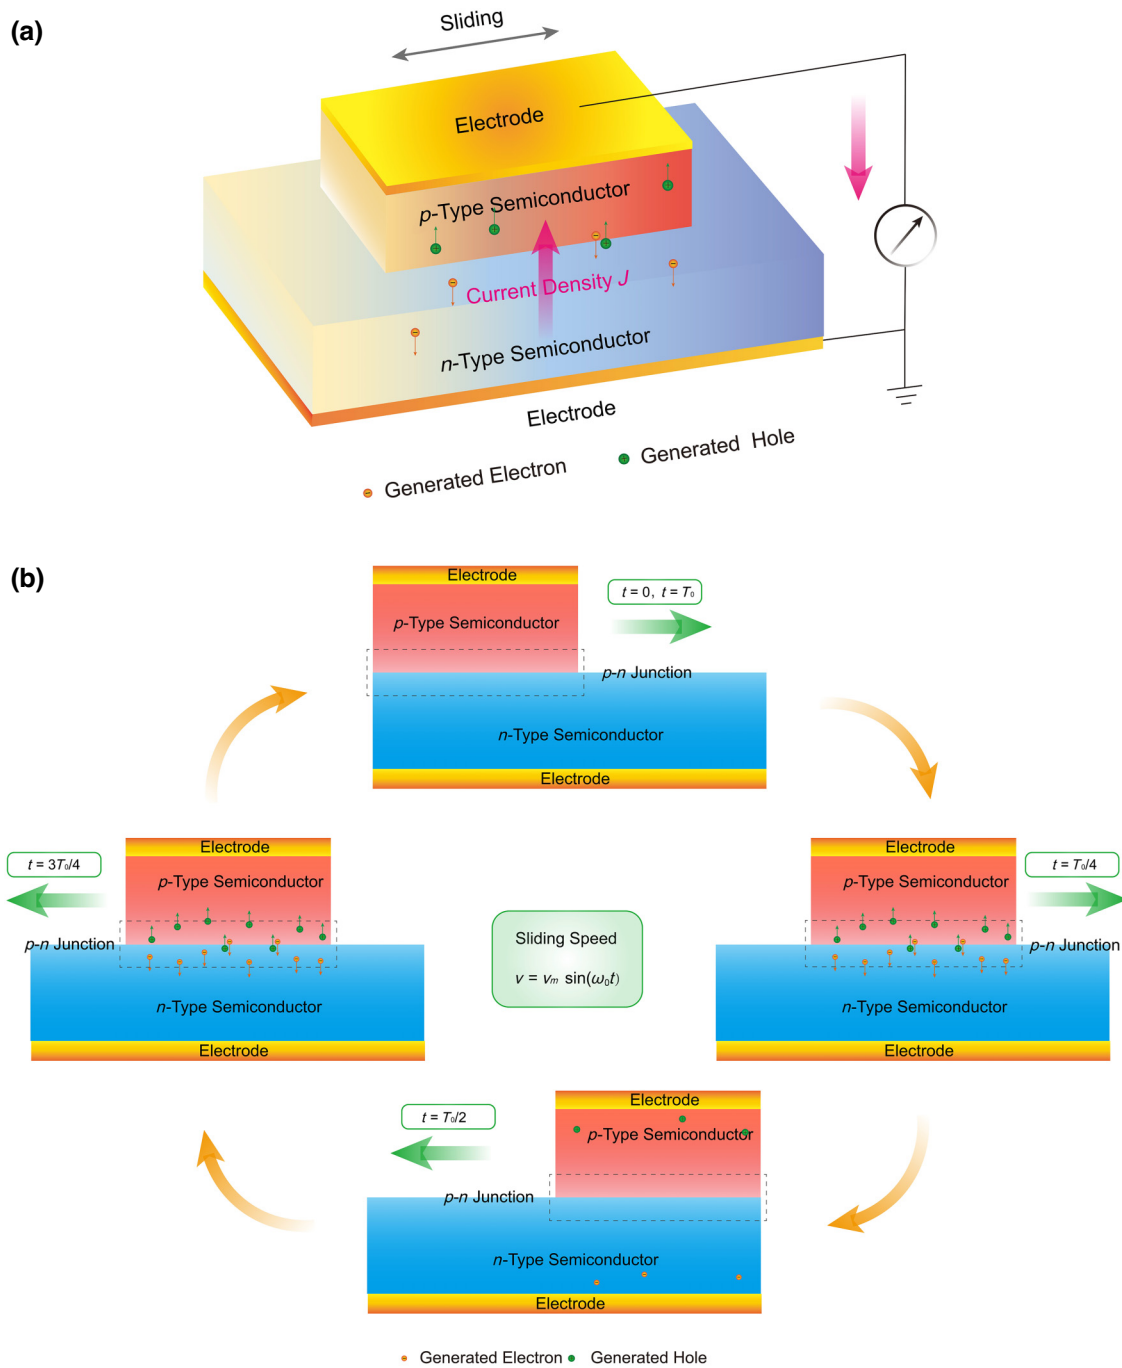 (a)
Sliding
Electrode
p-Type Semiconductor
Current Density J
n-Type Semiconductor
Electrode
Generated Electron
Generated Hole
(b)
Electrode
t = 0, t = T₀
p-Type Semiconductor
p-n Junction
n-Type Semiconductor
Electrode
Electrode
t = 3T₀/4
p-Type Semiconductor
p-n Junction
n-Type Semiconductor
Electrode
Sliding Speed
v = vₘ sin(ω₀t)
Electrode
t = T₀/4
p-Type Semiconductor
p-n Junction
n-Type Semiconductor
Electrode
Electrode
t = T₀/2
p-Type Semiconductor
p-n Junction
n-Type Semiconductor
Electrode
Generated Electron
Generated Hole